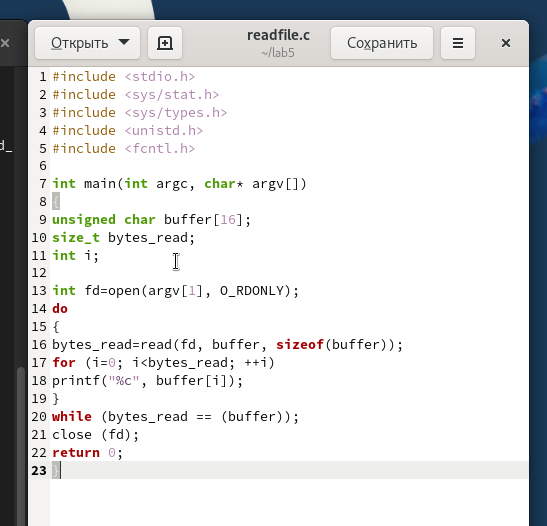 Открыть
readfile.c
~/lab5
Сохранить
d_
1 #include <stdio.h>
2 #include <sys/stat.h>
3 #include <sys/types.h>
4 #include <unistd.h>
5 #include <fcntl.h>
6
7 int main(int argc, char* argv[])
8 {
9 unsigned char buffer[16];
10 size_t bytes_read;
11 int i;
12
13 int fd=open(argv[1], O_RDONLY);
14 do
15 {
16 bytes_read=read(fd, buffer, sizeof(buffer));
17 for (i=0; i<bytes_read; ++i)
18 printf("%c", buffer[i]);
19 }
20 while (bytes_read == (buffer));
21 close (fd);
22 return 0;
23 }